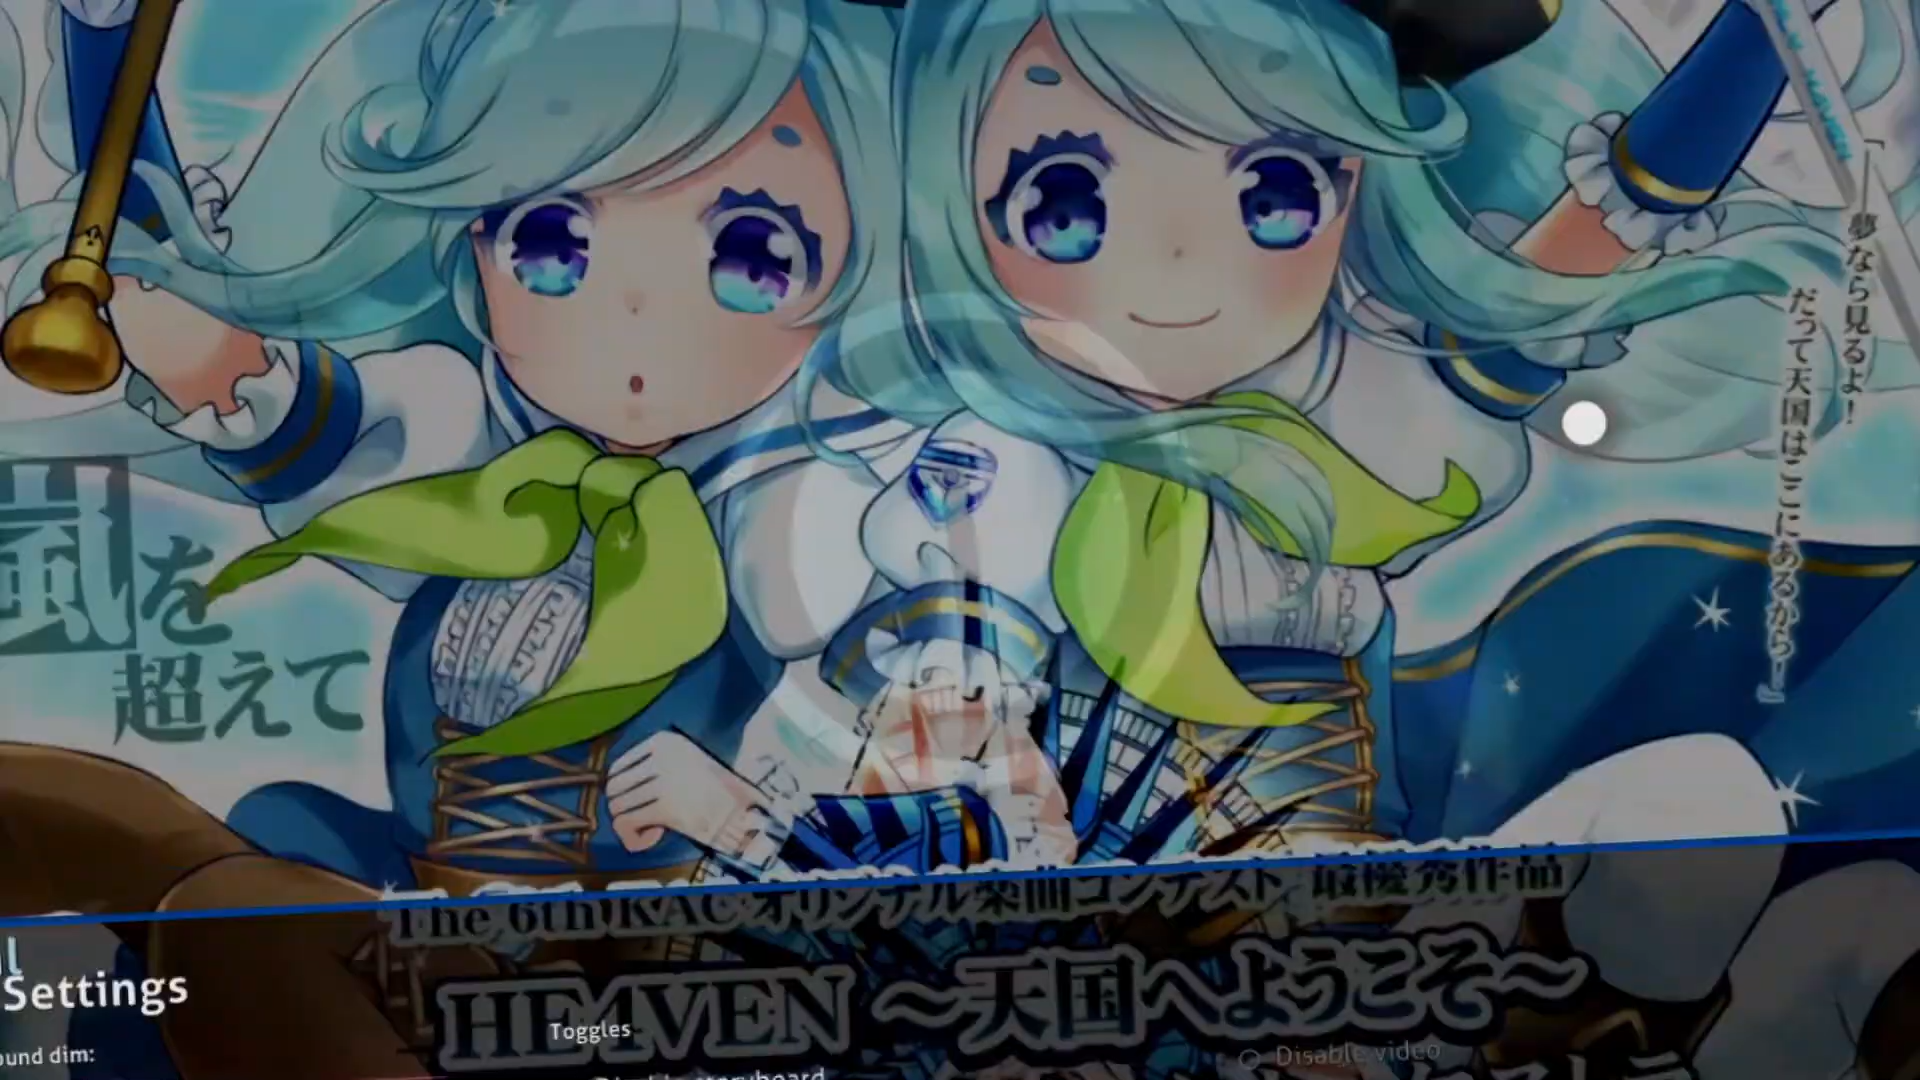 「――夢なら見るよ!
だって天国はここにあるから!」
嵐を
超えて
The 6th KAC オリジナル楽曲コンテスト 最優秀作品
HE4VEN ～天国へようこそ～
Settings
Toggles
dim:
Disable video
storyboard